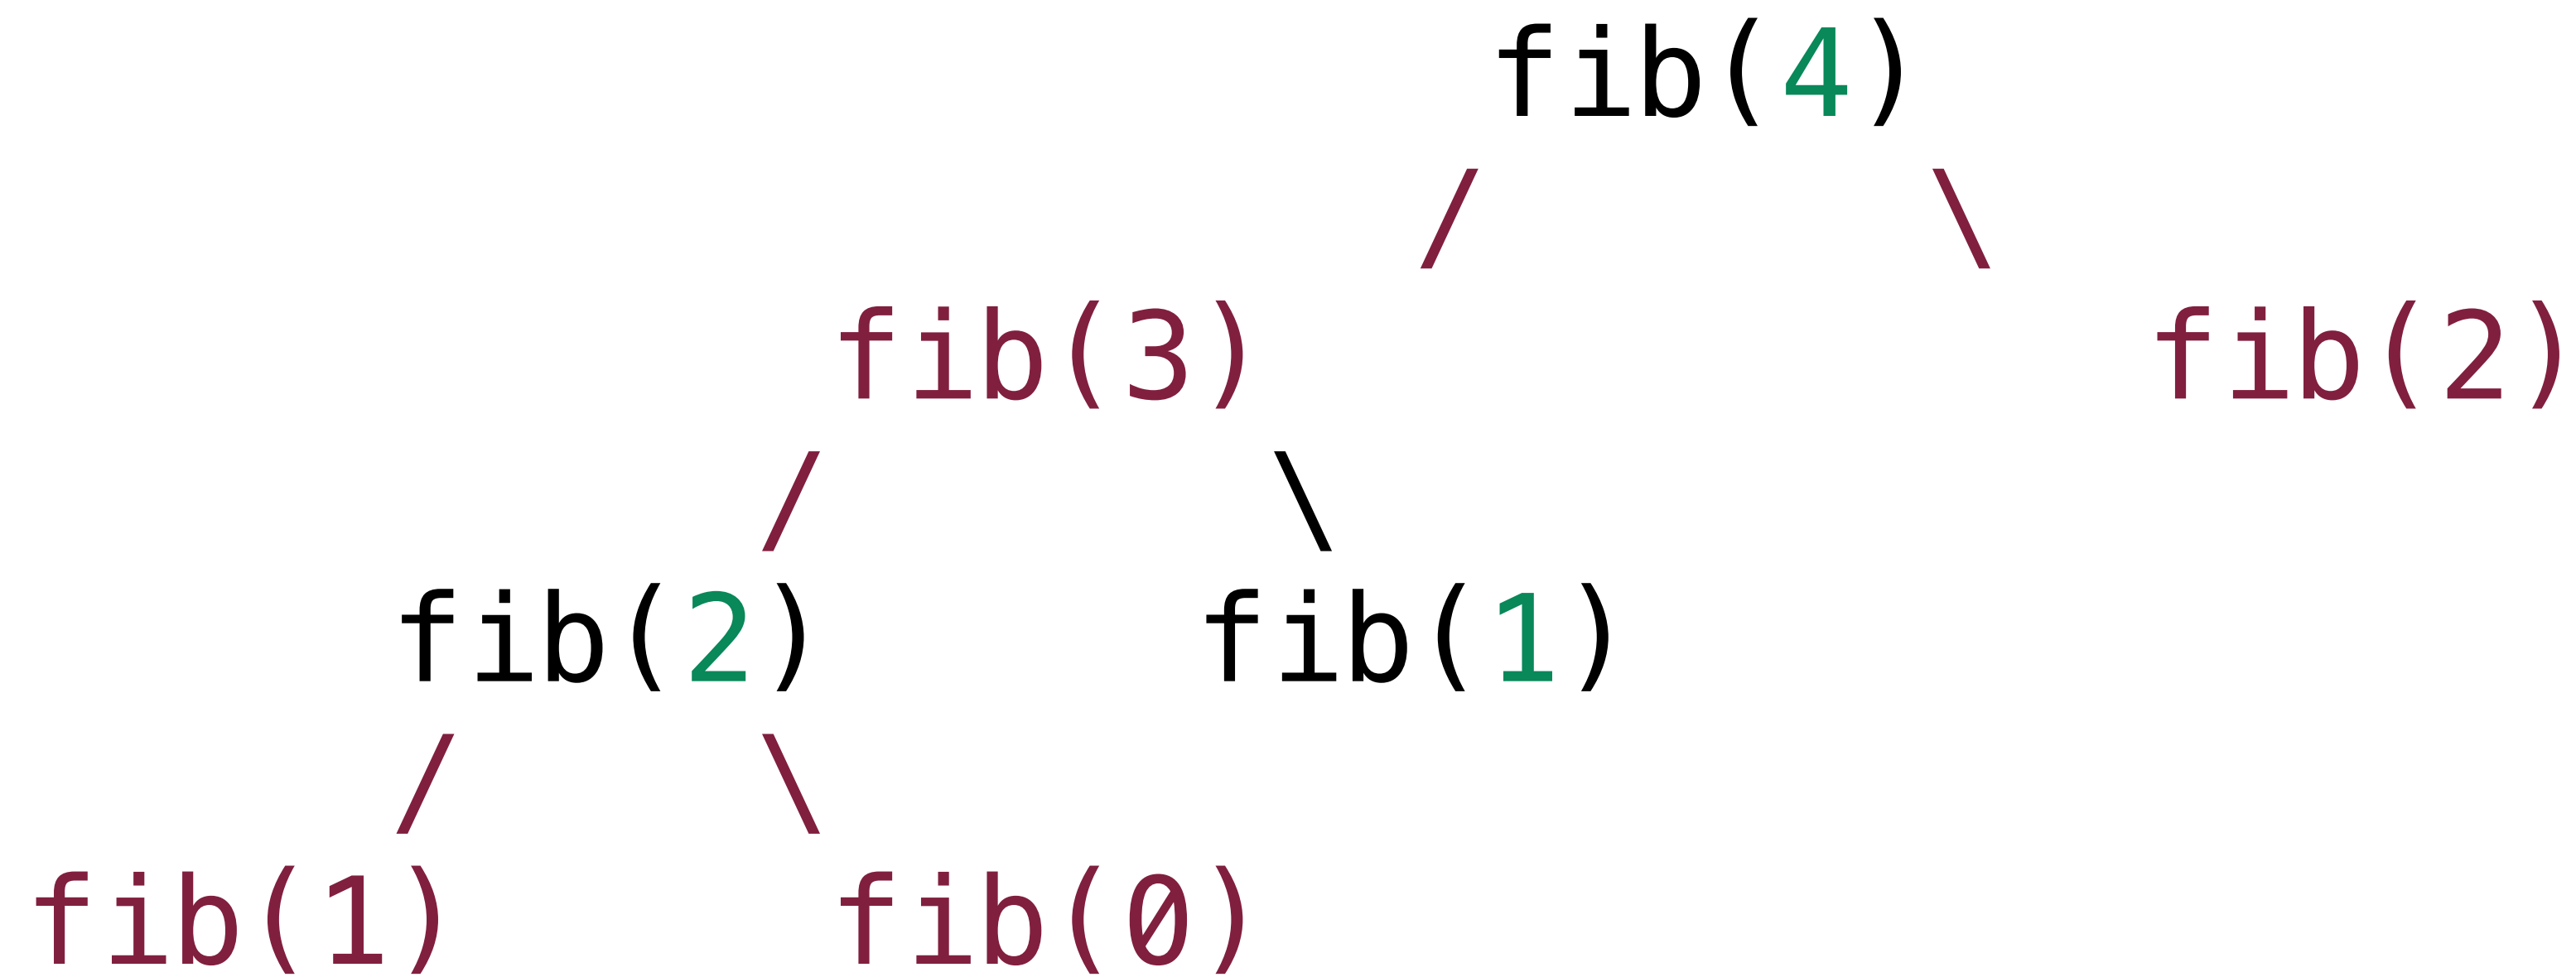 fib(4)
/ \
fib(3) fib(2)
/ \
fib(2) fib(1)
/ \
fib(1) fib(0)